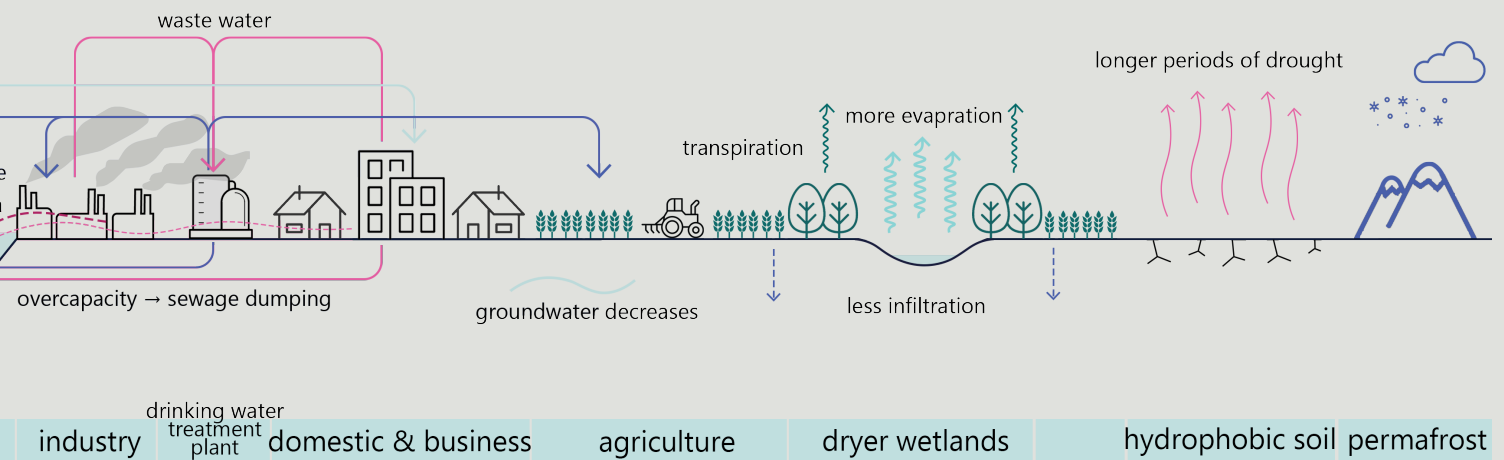 waste water
longer periods of drought
more evapration
transpiration
overcapacity → sewage dumping
groundwater decreases
less infiltration
industry
drinking water
treatment
plant
domestic & business
agriculture
dryer wetlands
hydrophobic soil
permafrost